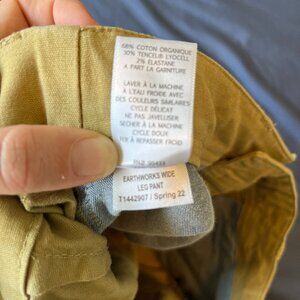 68% COTON ORGANIQUE
30% TENCEL® LYOCELL
2% ELASTANE
A PART LA GARNITURE
LAVER À LA MACHINE
À L'EAU FROIDE AVEC
DES COULEURS SIMILAIRES
CYCLE DÉLICAT
NE PAS JAVELLISER
SÉCHER À LA MACHINE
CYCLE DOUX
FER À REPASSER FROID
EARTHWORKS WIDE
LEG PANT
T1442907 / Spring 22